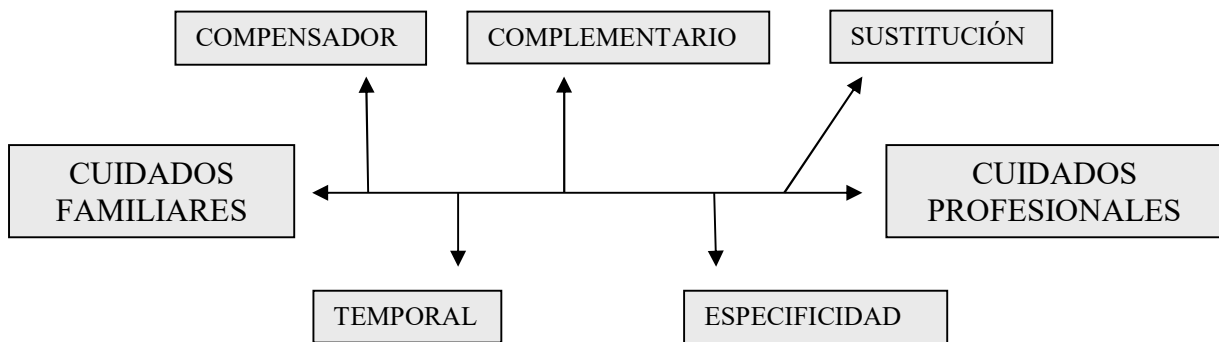 COMPENSADOR
COMPLEMENTARIO
SUSTITUCIÓN
CUIDADOS
FAMILIARES
CUIDADOS
PROFESIONALES
TEMPORAL
ESPECIFICIDAD